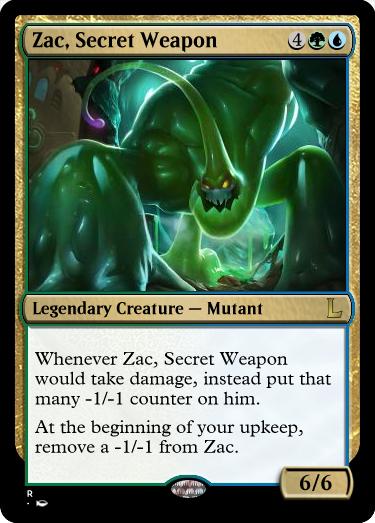 Zac, Secret Weapon 4
Legendary Creature — Mutant L
Whenever Zac, Secret Weapon
would take damage, instead put that
many -1/-1 counter on him.
At the beginning of your upkeep,
remove a -1/-1 from Zac.
6/6
R